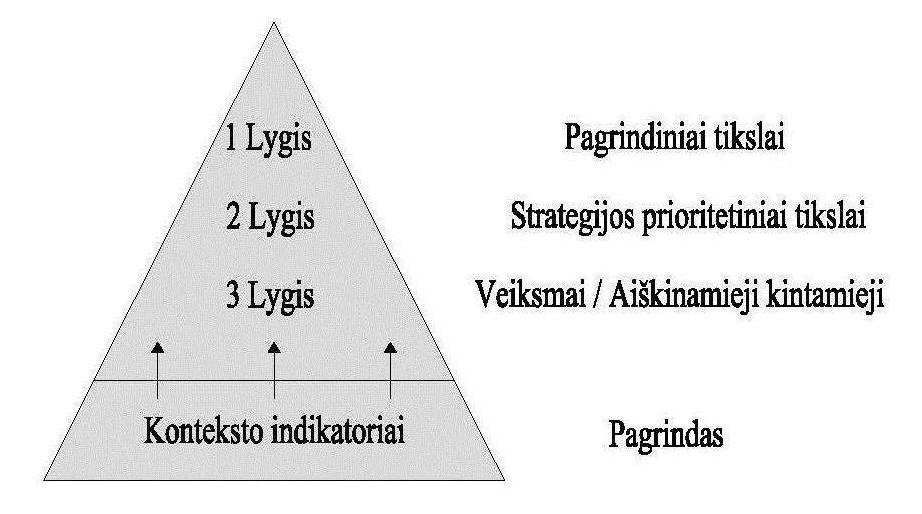 1 Lygis Pagrindiniai tikslai
2 Lygis Strategijos prioritetiniai tikslai
3 Lygis Veiksmai / Aiškinamieji kintamieji
Konteksto indikatoriai Pagrindas